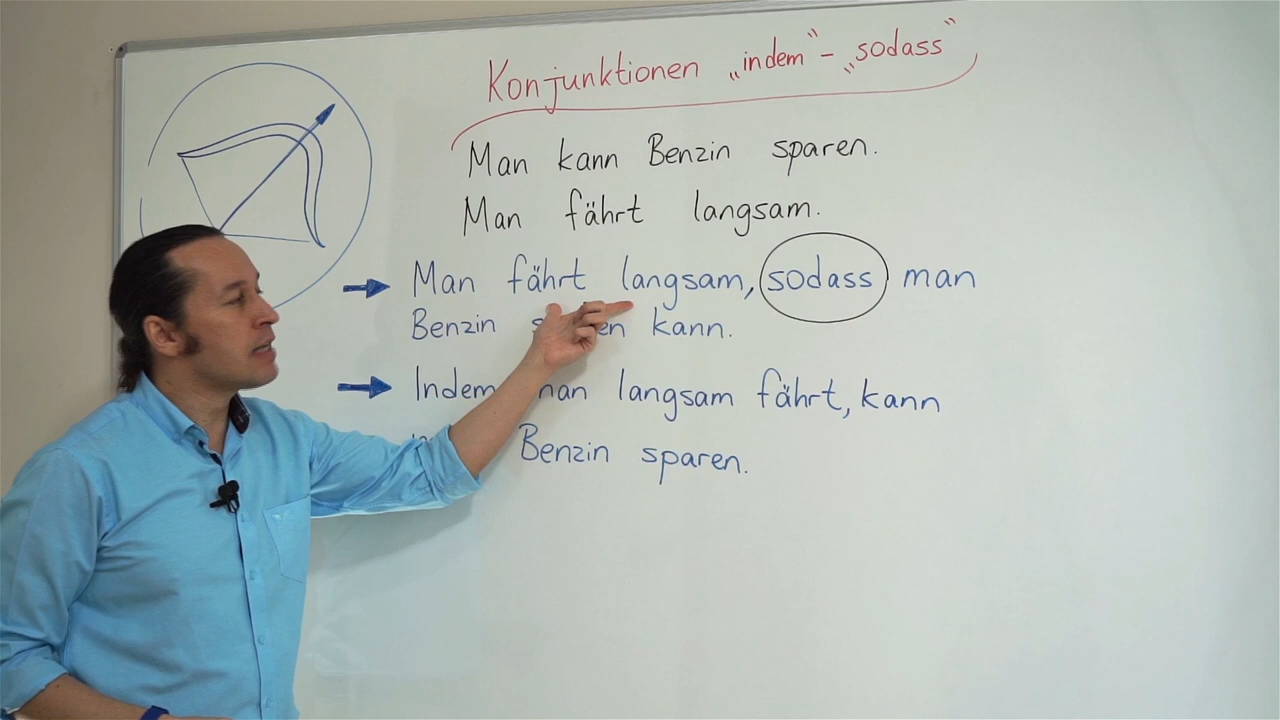 Konjunktionen „indem“ - „sodass“
Man kann Benzin sparen.
Man fährt langsam.
Man fährt langsam, sodass man
Benzin kann.
Indem langsam fährt, kann
Benzin sparen.